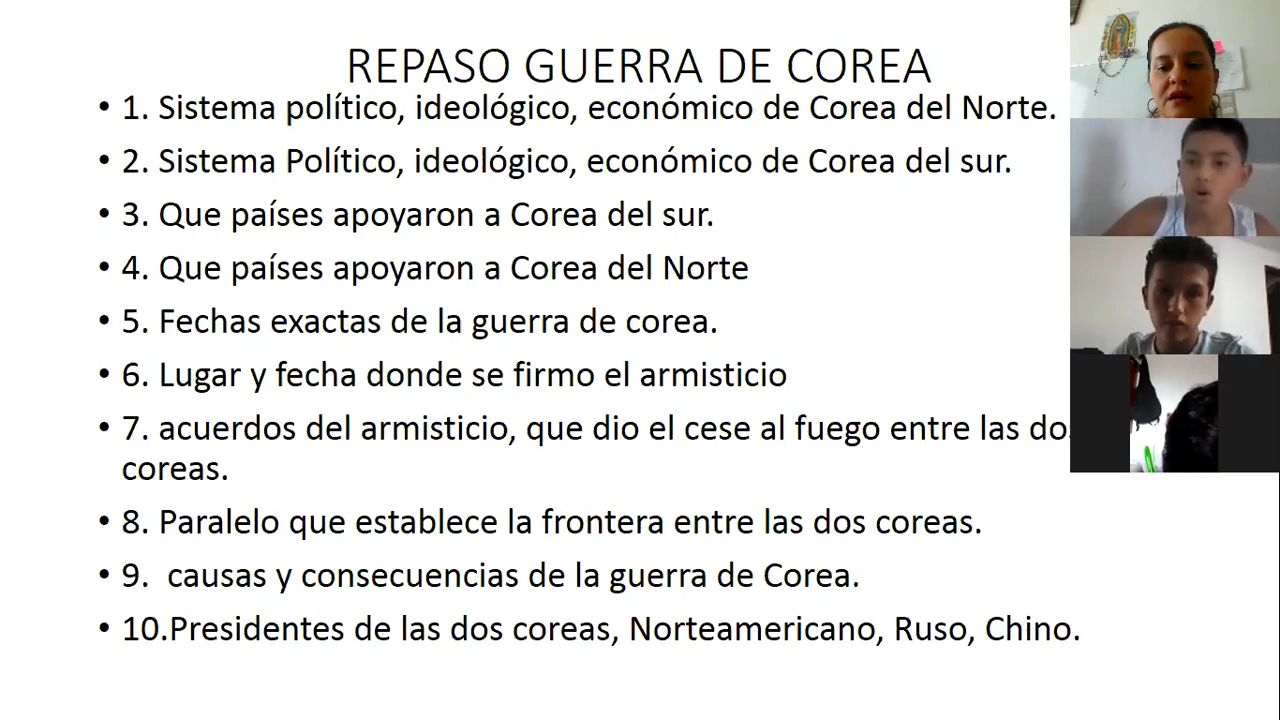 REPASO GUERRA DE COREA
• 1. Sistema político, ideológico, económico de Corea del Norte.
• 2. Sistema Político, ideológico, económico de Corea del sur.
• 3. Que países apoyaron a Corea del sur.
• 4. Que países apoyaron a Corea del Norte
• 5. Fechas exactas de la guerra de corea.
• 6. Lugar y fecha donde se firmo el armisticio
• 7. acuerdos del armisticio, que dio el cese al fuego entre las dos
coreas.
• 8. Paralelo que establece la frontera entre las dos coreas.
• 9.  causas y consecuencias de la guerra de Corea.
• 10.Presidentes de las dos coreas, Norteamericano, Ruso, Chino.